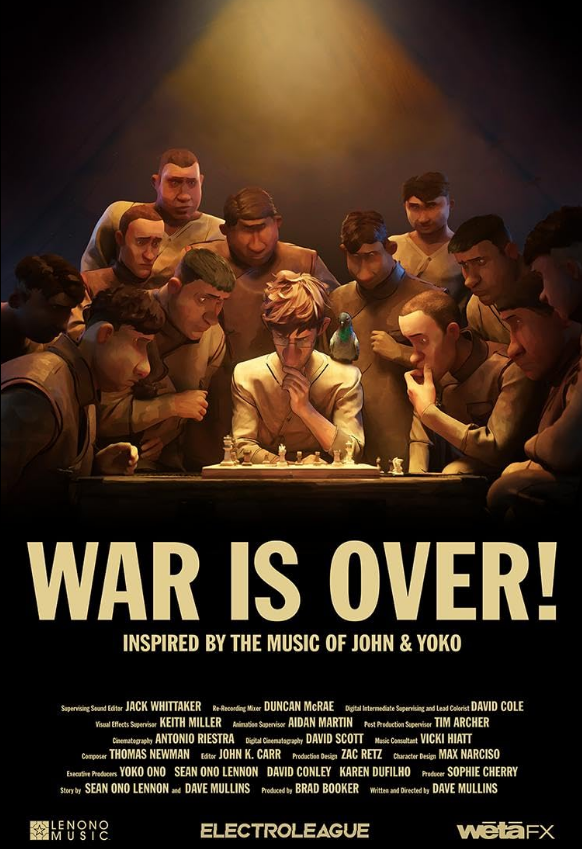 WAR IS OVER!
INSPIRED BY THE MUSIC OF JOHN & YOKO
Supervising Sound Editor JACK WHITTAKER Re-Recording Mixer DUNCAN McRAE Digital Intermediate Supervising and Lead Colorist DAVID COLE
Visual Effects Supervisor KEITH MILLER Animation Supervisor AIDAN MARTIN Post Production Supervisor TIM ARCHER
Cinematography ANTONIO RIESTRA Digital Cinematography DAVID SCOTT Music Consultant VICKI HIATT
Composer THOMAS NEWMAN Editor JOHN K. CARR Production Design ZAC RETZ Character Design MAX NARCISO
Executive Producers YOKO ONO SEAN ONO LENNON DAVID CONLEY KAREN DUFILHO Producer SOPHIE CHERRY
Story by SEAN ONO LENNON and DAVE MULLINS Produced by BRAD BOOKER Written and Directed by DAVE MULLINS
LENONO
MUSIC
ELECTROLEAGUE
wētāFX